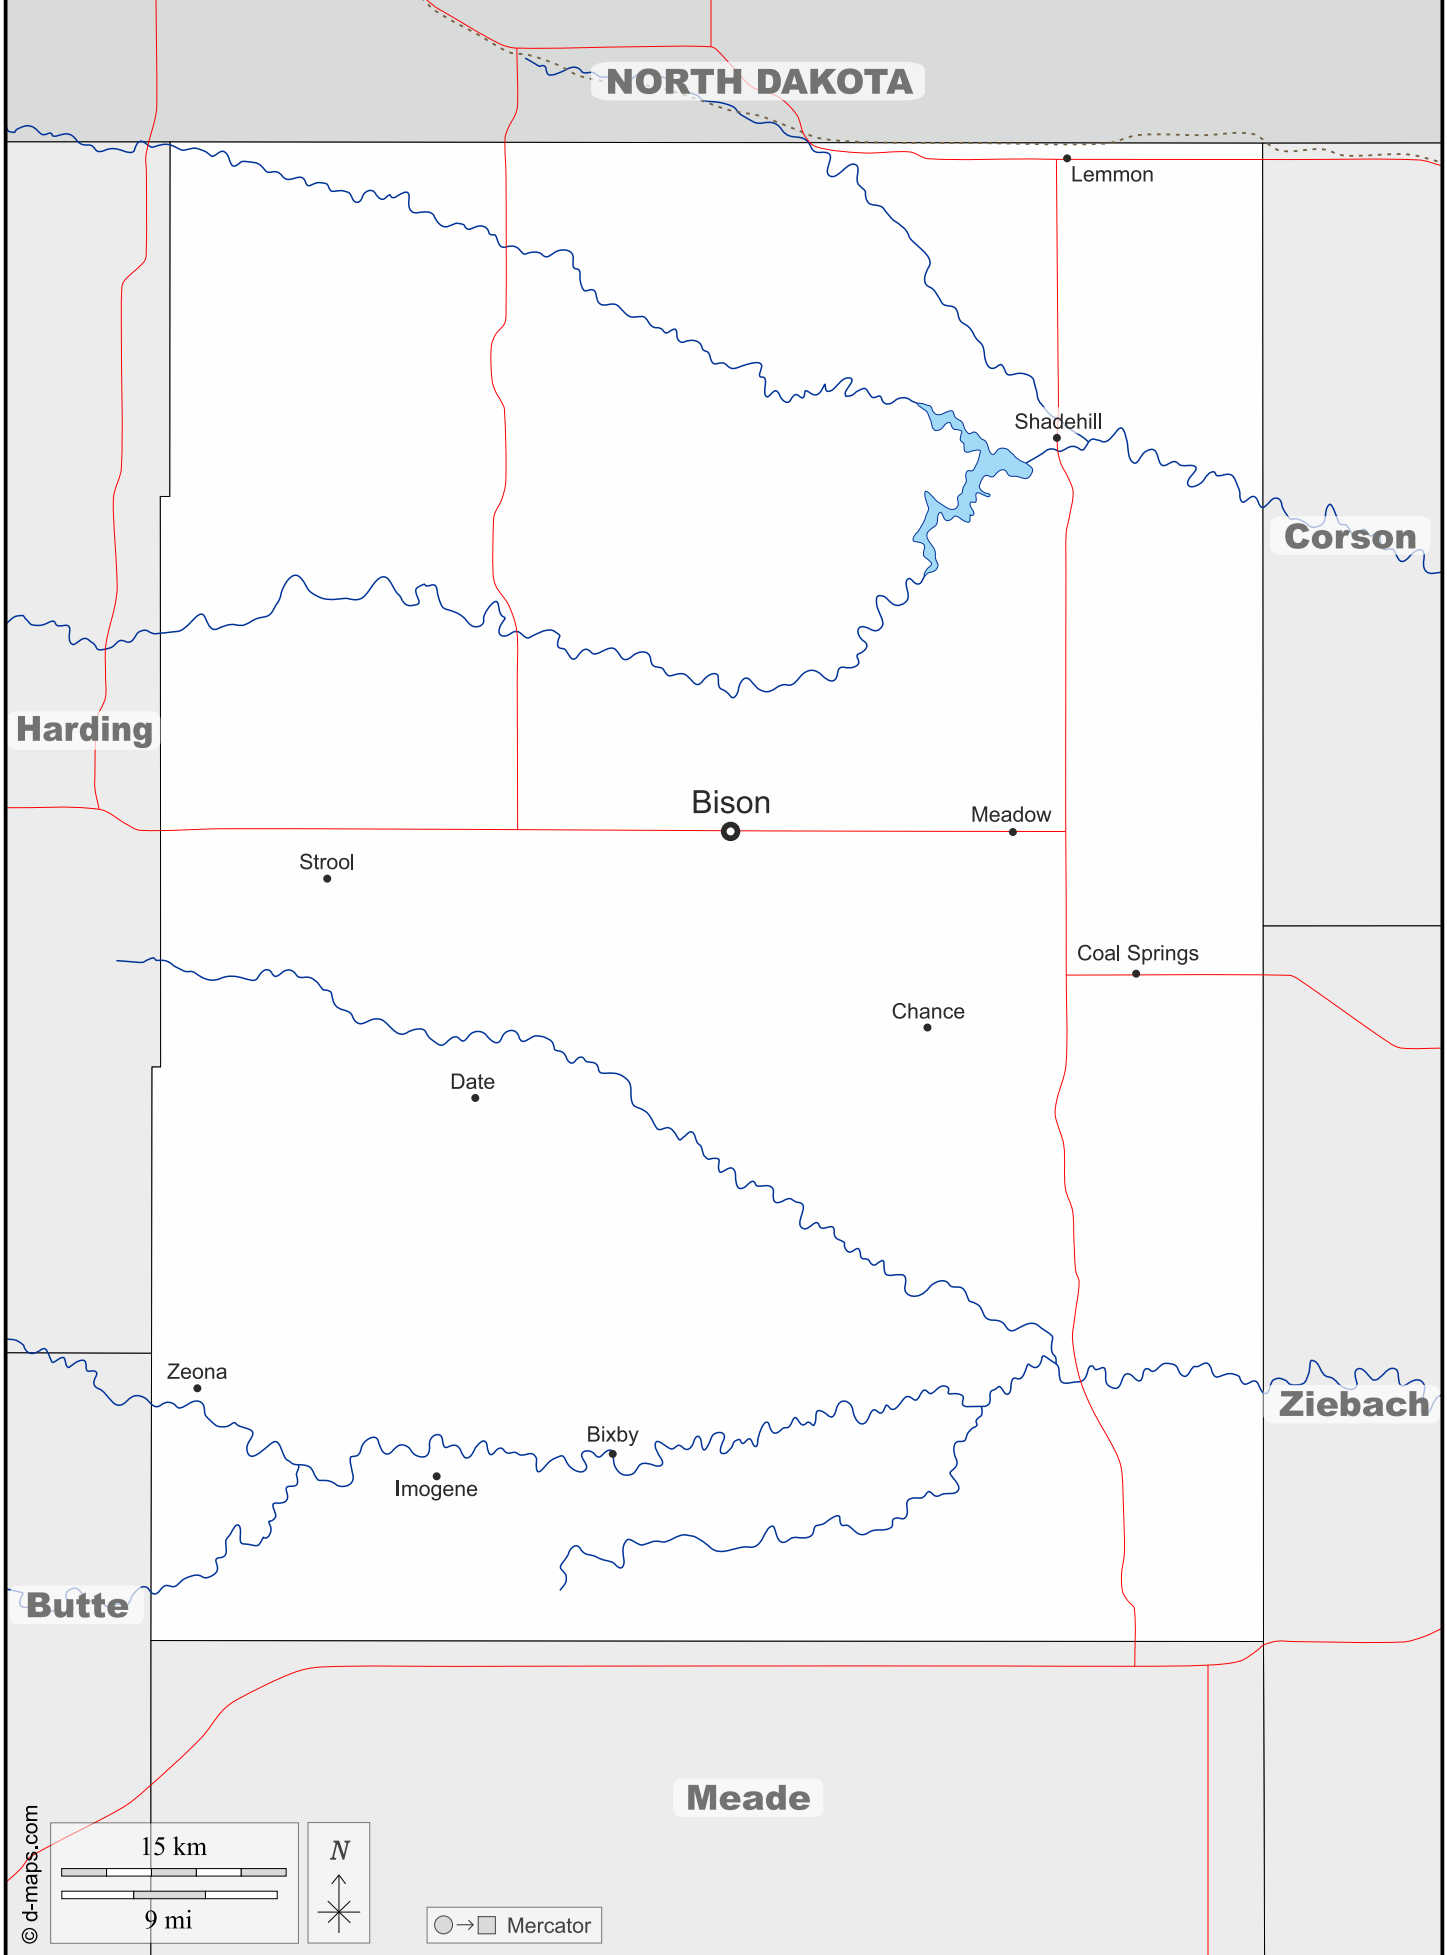 NORTH DAKOTA
Lemmon
Shadehill
Corson
Harding
Bison
Meadow
Strool
Coal Springs
Chance
Date
Zeona
Ziebach
Bixby
Imogene
Butte
Meade
© d-maps.com
15 km
9 mi
N
Mercator